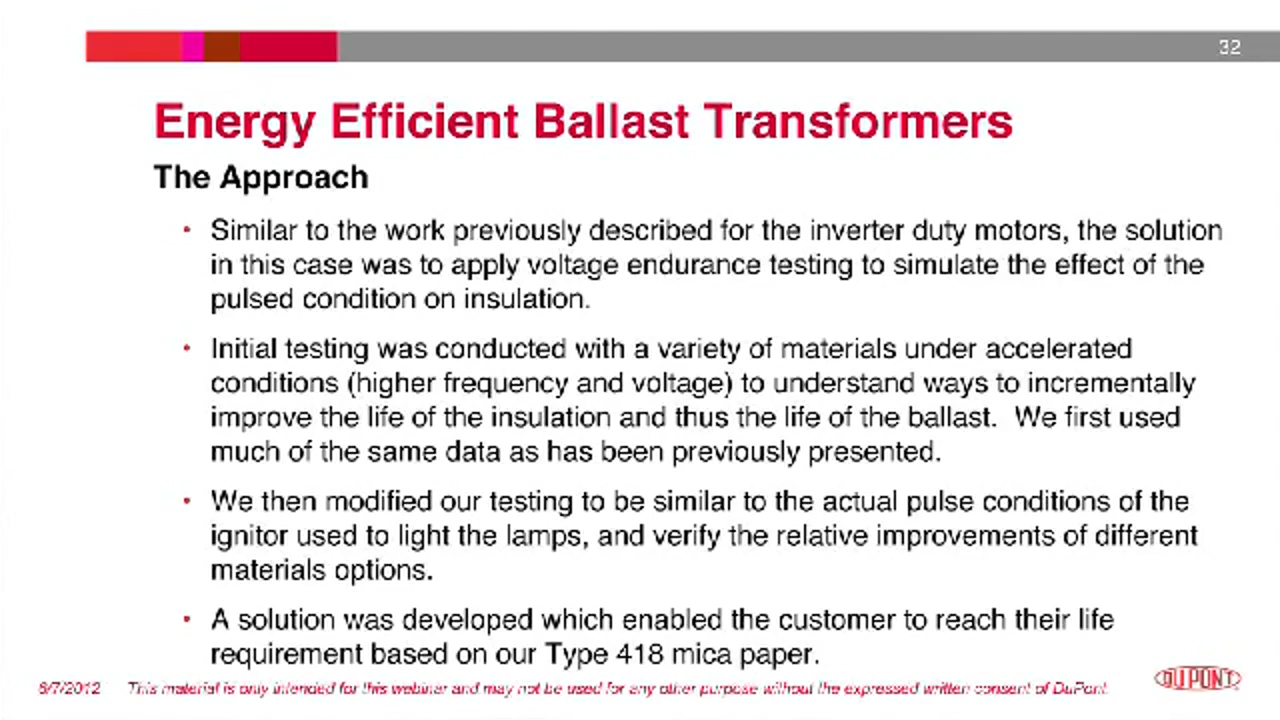 32
Energy Efficient Ballast Transformers
The Approach
• Similar to the work previously described for the inverter duty motors, the solution
in this case was to apply voltage endurance testing to simulate the effect of the
pulsed condition on insulation.
• Initial testing was conducted with a variety of materials under accelerated
conditions (higher frequency and voltage) to understand ways to incrementally
improve the life of the insulation and thus the life of the ballast.  We first used
much of the same data as has been previously presented.
• We then modified our testing to be similar to the actual pulse conditions of the
ignitor used to light the lamps, and verify the relative improvements of different
materials options.
• A solution was developed which enabled the customer to reach their life
requirement based on our Type 418 mica paper.
6/7/2012 This material is only intended for this webinar and may not be used for any other purpose without the expressed written consent of DuPont.
DUPONT